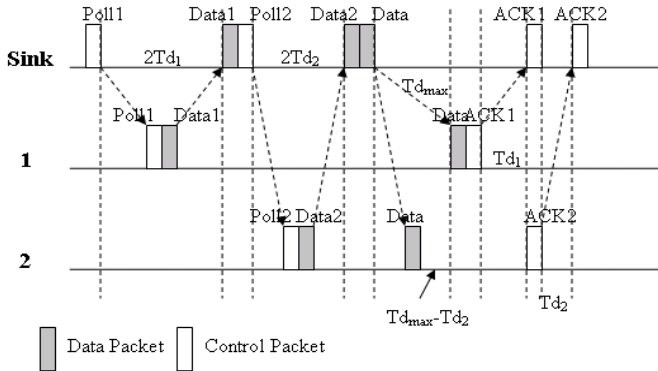 Poll1 Data1 Poll2 Data2 Data ACK1 ACK2
Sink 2Td1 2Td2 Tdmax
Poll1 Data1 Data ACK1
1 Td1
Poll2 Data2 Data ACK2
2
Tdmax-Td2 Td2
Data Packet Control Packet